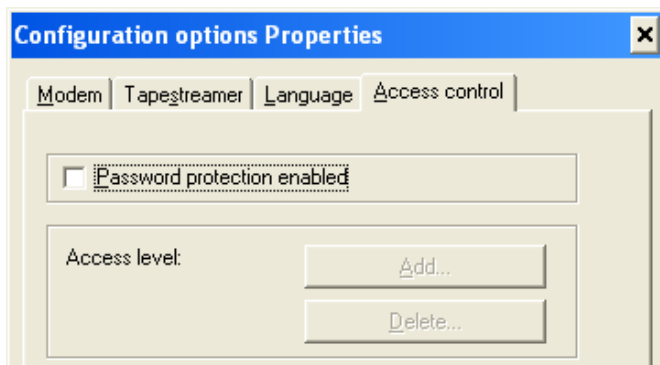 Configuration options Properties
Modem Tapestreamer Language Access control
Password protection enabled
Access level: Add...
Delete...